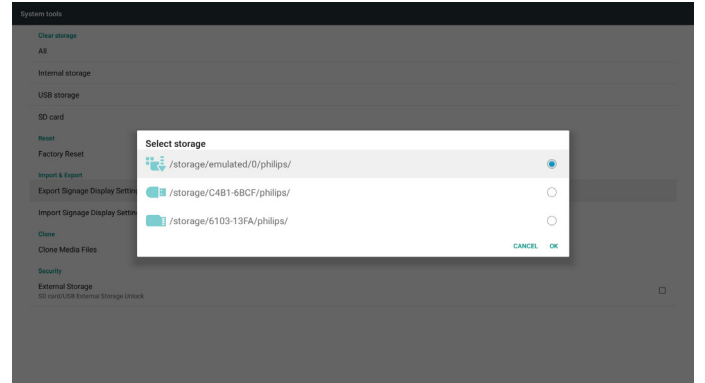 System tools
Clear storage
All
Internal storage
USB storage
SD card
Reset
Factory Reset
Import & Export
Export Signage Display Setting
Import Signage Display Settin
Clone
Clone Media Files
Security
External Storage
SD card/USB External Storage Unlock
Select storage
/storage/emulated/0/philips/
/storage/C4B1-6BCF/philips/
/storage/6103-13FA/philips/
CANCEL OK